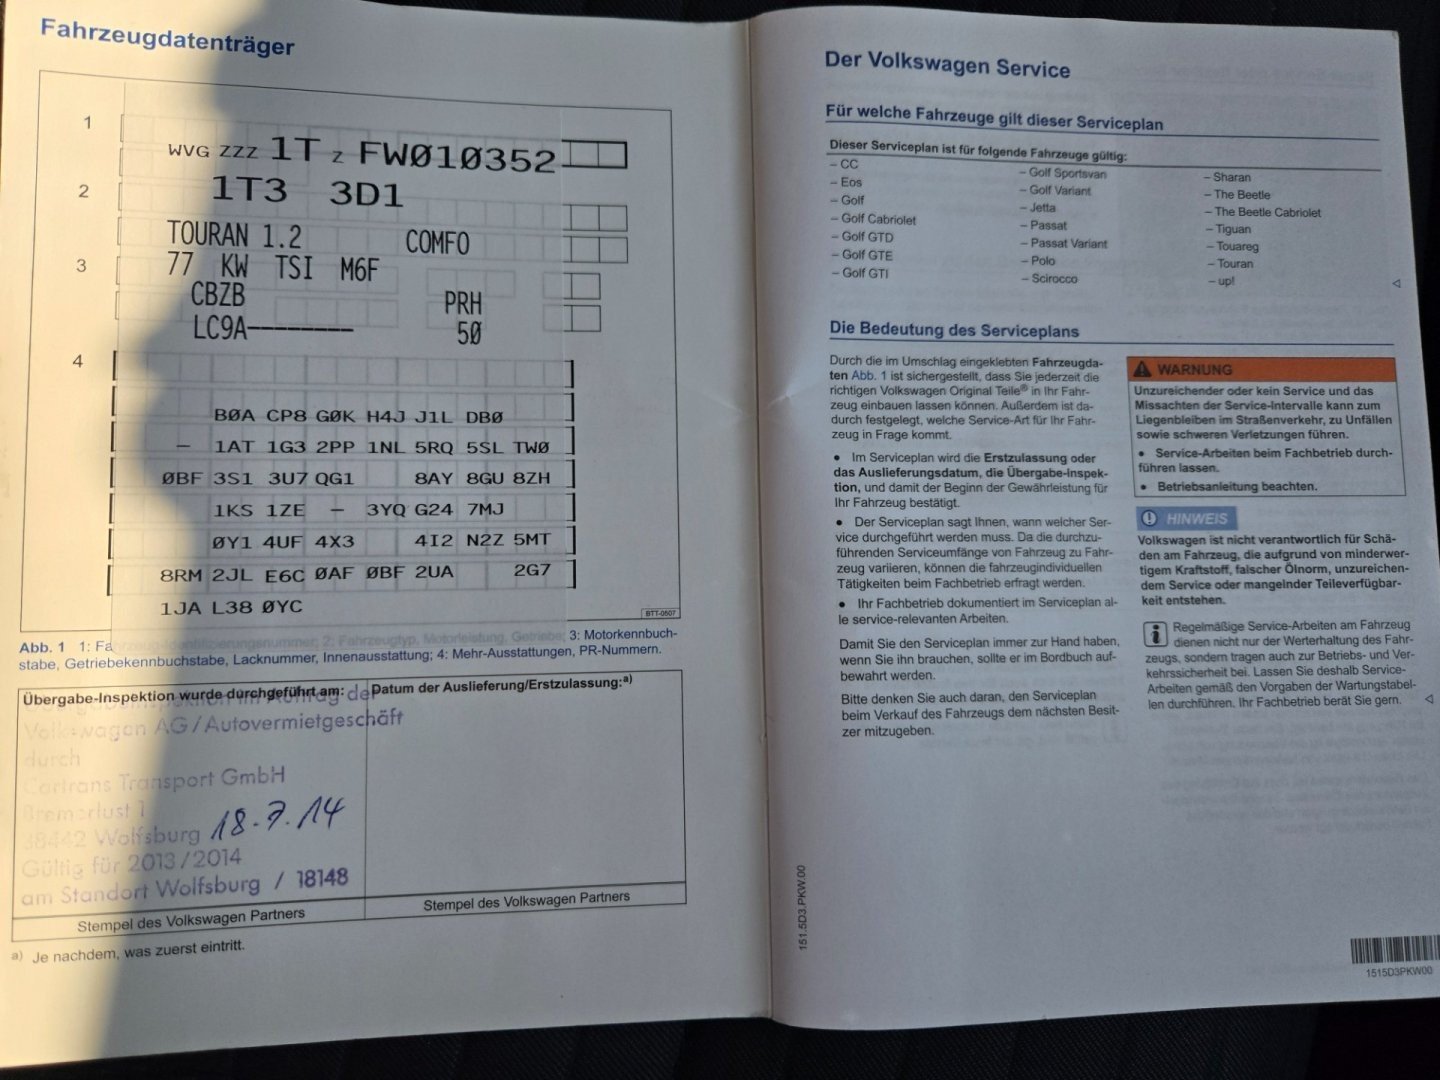 Fahrzeugdatenträger
1
WVG ZZZ 1T Z FW010352
2
1T3 3D1
TOURAN 1.2 COMFO
3
77 KW TSI M6F
CBZB PRH
LC9A-------- 50
4
B0A CP8 G0K H4J J1L DB0
– 1AT 1G3 2PP 1NL 5RQ 5SL TW0
0BF 3S1 3U7 QG1 8AY 8GU 8ZH
1KS 1ZE – 3YQ G24 7MJ
0Y1 4UF 4X3 4I2 N2Z 5MT
8RM 2JL E6C 0AF 0BF 2UA 2G7
1JA L38 0YC
BTT-0507
Abb. 1 1: Fahrzeug-Identifizierungsnummer; 2: Fahrzeugtyp, Motorleistung, Getriebe; 3: Motorkennbuch-
stabe, Getriebekennbuchstabe, Lacknummer, Innenausstattung; 4: Mehr-Ausstattungen, PR-Nummern.
Übergabe-Inspektion wurde durchgeführt am:
Datum der Auslieferung/Erstzulassung:a)
im Auftrag der
Volkswagen AG/Autovermietgeschäft
durch
Cartrans Transport GmbH
Bremerlust 1
38442 Wolfsburg 18.7.14
Gültig für 2013/2014
am Standort Wolfsburg / 18148
Stempel des Volkswagen Partners
Stempel des Volkswagen Partners
a) Je nachdem, was zuerst eintritt.
Der Volkswagen Service
Für welche Fahrzeuge gilt dieser Serviceplan
Dieser Serviceplan ist für folgende Fahrzeuge gültig:
– CC
– Eos
– Golf
– Golf Cabriolet
– Golf GTD
– Golf GTE
– Golf GTI
– Golf Sportsvan
– Golf Variant
– Jetta
– Passat
– Passat Variant
– Polo
– Scirocco
– Sharan
– The Beetle
– The Beetle Cabriolet
– Tiguan
– Touareg
– Touran
– up!
Die Bedeutung des Serviceplans
Durch die im Umschlag eingeklebten Fahrzeugda-
ten Abb. 1 ist sichergestellt, dass Sie jederzeit die
richtigen Volkswagen Original Teile® in Ihr Fahr-
zeug einbauen lassen können. Außerdem ist da-
durch festgelegt, welche Service-Art für Ihr Fahr-
zeug in Frage kommt.
• Im Serviceplan wird die Erstzulassung oder
das Auslieferungsdatum, die Übergabe-Inspek-
tion, und damit der Beginn der Gewährleistung für
Ihr Fahrzeug bestätigt.
• Der Serviceplan sagt Ihnen, wann welcher Ser-
vice durchgeführt werden muss. Da die durchzu-
führenden Serviceumfänge von Fahrzeug zu Fahr-
zeug variieren, können die fahrzeugindividuellen
Tätigkeiten beim Fachbetrieb erfragt werden.
• Ihr Fachbetrieb dokumentiert im Serviceplan al-
le service-relevanten Arbeiten.
Damit Sie den Serviceplan immer zur Hand haben,
wenn Sie ihn brauchen, sollte er im Bordbuch auf-
bewahrt werden.
Bitte denken Sie auch daran, den Serviceplan
beim Verkauf des Fahrzeugs dem nächsten Besit-
zer mitzugeben.
WARNUNG
Unzureichender oder kein Service und das
Missachten der Service-Intervalle kann zum
Liegenbleiben im Straßenverkehr, zu Unfällen
sowie schweren Verletzungen führen.
• Service-Arbeiten beim Fachbetrieb durch-
führen lassen.
• Betriebsanleitung beachten.
HINWEIS
Volkswagen ist nicht verantwortlich für Schä-
den am Fahrzeug, die aufgrund von minderwer-
tigem Kraftstoff, falscher Ölnorm, unzureichen-
dem Service oder mangelnder Teileverfügbar-
keit entstehen.
Regelmäßige Service-Arbeiten am Fahrzeug
dienen nicht nur der Werterhaltung des Fahr-
zeugs, sondern tragen auch zur Betriebs- und Ver-
kehrssicherheit bei. Lassen Sie deshalb Service-
Arbeiten gemäß den Vorgaben der Wartungstabel-
len durchführen. Ihr Fachbetrieb berät Sie gern.
151.5D3.PKW.00
1515D3PKW00